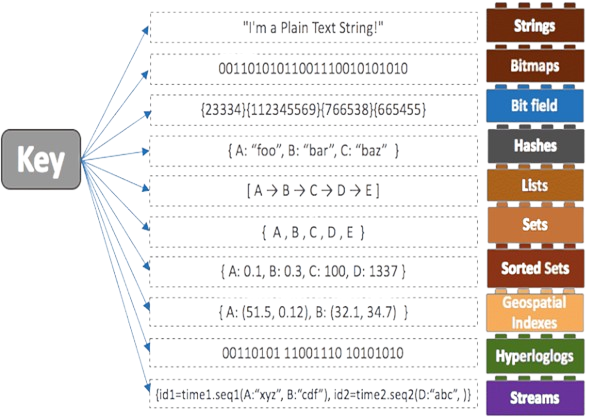 Key
"I'm a Plain Text String!" Strings
00110101011001110010101010 Bitmaps
{23334}{112345569}{766538}{665455} Bit field
{ A: “foo”, B: “bar”, C: “baz” } Hashes
[ A → B → C → D → E ] Lists
{ A , B , C , D , E } Sets
{ A: 0.1, B: 0.3, C: 100, D: 1337 } Sorted Sets
{ A: (51.5, 0.12), B: (32.1, 34.7) } Geospatial
Indexes
00110101 11001110 10101010 Hyperloglogs
{id1=time1.seq1(A:“xyz”, B:“cdf”), id2=time2.seq2(D:“abc”, )} Streams